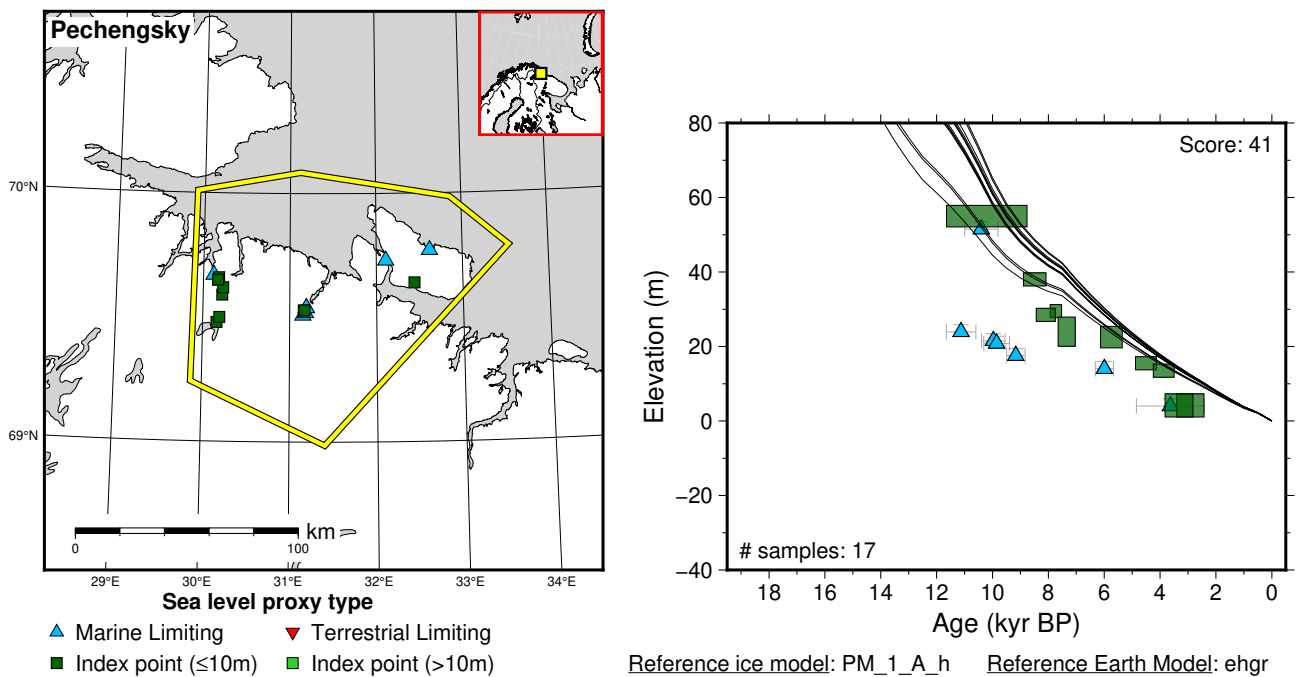 Pechengsky
70°N
69°N
km
0
100
29°E
30°E
31°E
32°E
33°E
34°E
Sea level proxy type
Marine Limiting
Terrestrial Limiting
Index point (≤10m)
Index point (>10m)
80
60
40
20
0
−20
−40
Elevation (m)
Score: 41
# samples: 17
18
16
14
12
10
8
6
4
2
0
Age (kyr BP)
Reference ice model: PM_1_A_h
Reference Earth Model: ehgr